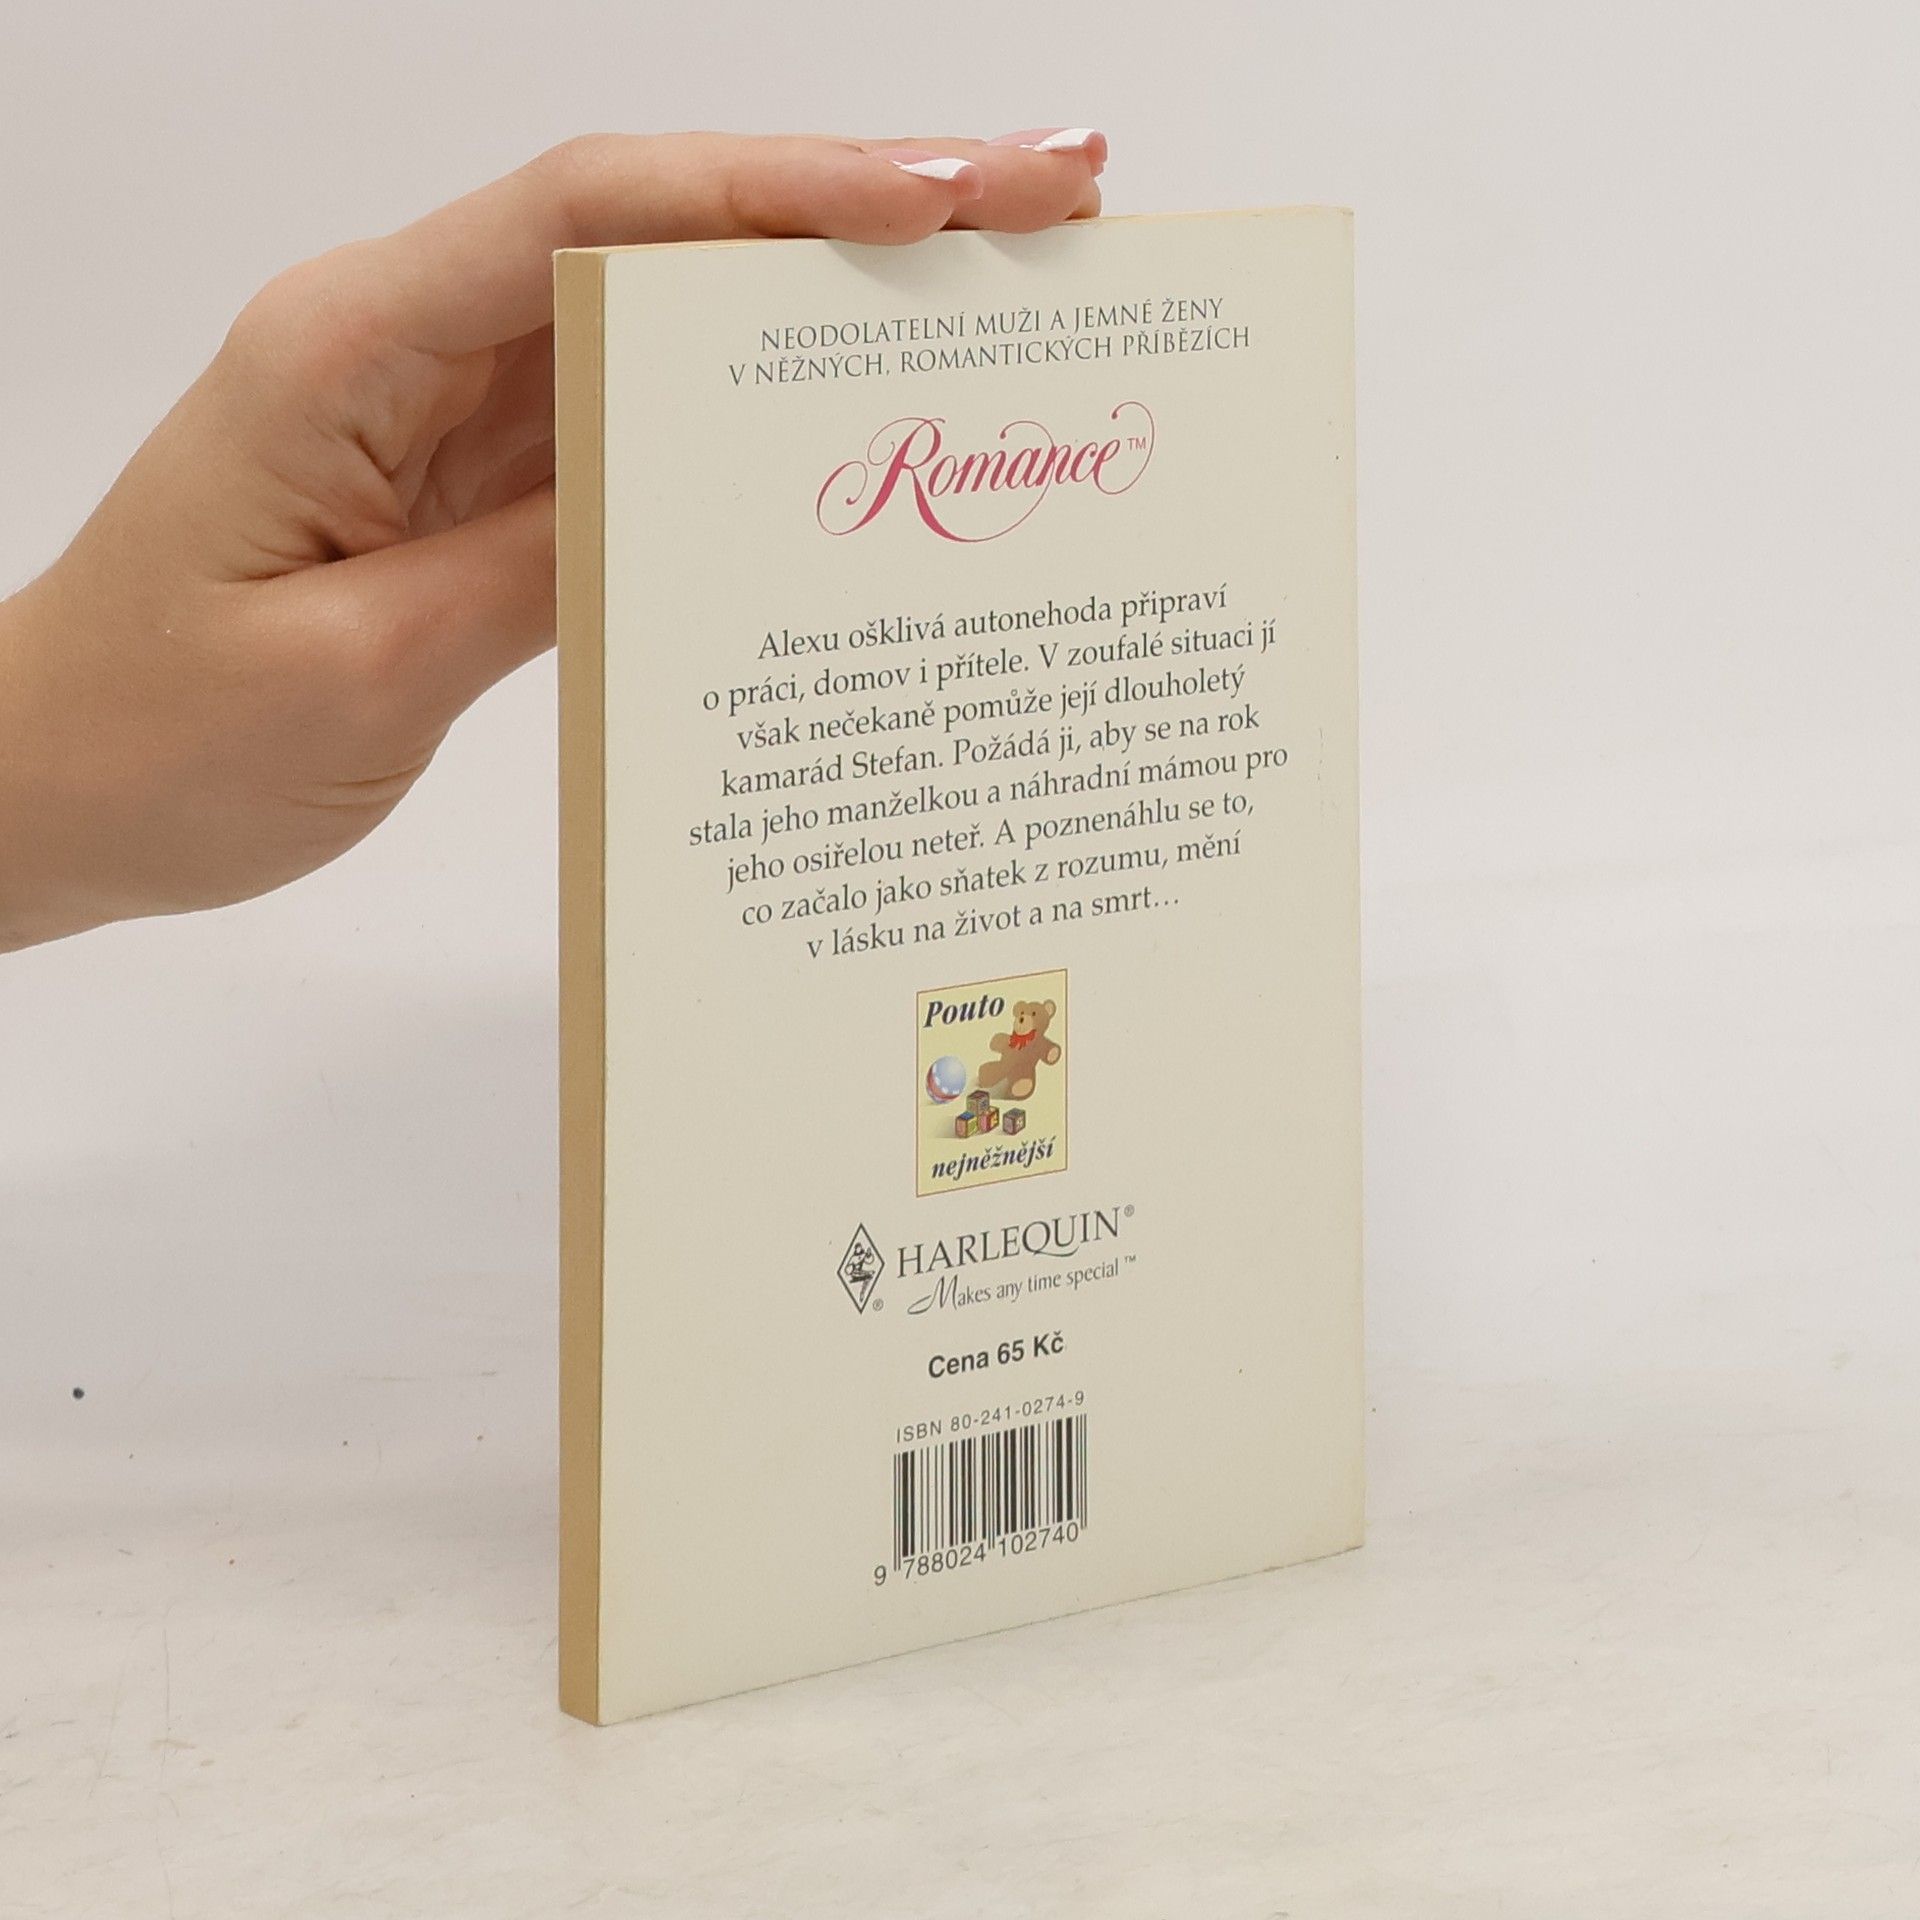 NEODOLATELNÍ MUŽI A JEMNÉ ŽENY
V NĚŽNÝCH, ROMANTICKÝCH PŘÍBĚZÍCH
Romance™
Alexu ošklivá autonehoda připraví
o práci, domov i přítele. V zoufalé situaci jí
však nečekaně pomůže její dlouholetý
kamarád Stefan. Požádá ji, aby se na rok
stala jeho manželkou a náhradní mámou pro
jeho osiřelou neteř. A poznenáhlu se to,
co začalo jako sňatek z rozumu, mění
v lásku na život a na smrt...
Pouto
nejněžnější
HARLEQUIN®
Makes any time special™
®
Cena 65 Kč
ISBN 80-241-0274-9
9 788024 102740